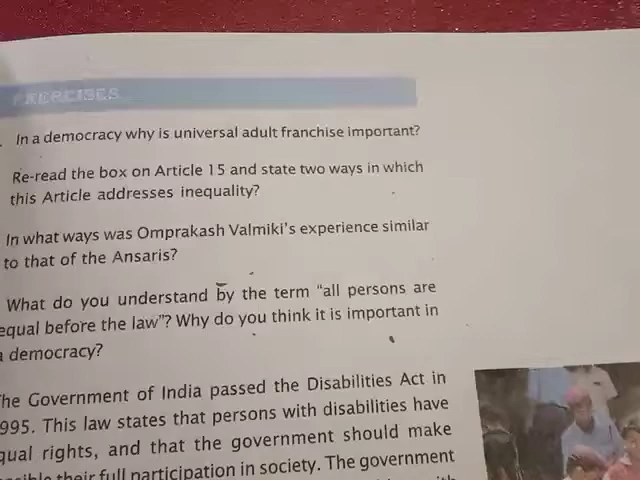 EXERCISES
In a democracy why is universal adult franchise important?
Re-read the box on Article 15 and state two ways in which
this Article addresses inequality?
In what ways was Omprakash Valmiki's experience similar
to that of the Ansaris?
What do you understand by the term "all persons are
equal before the law"? Why do you think it is important in
a democracy?
The Government of India passed the Disabilities Act in
995. This law states that persons with disabilities have
qual rights, and that the government should make
their full participation in society. The government